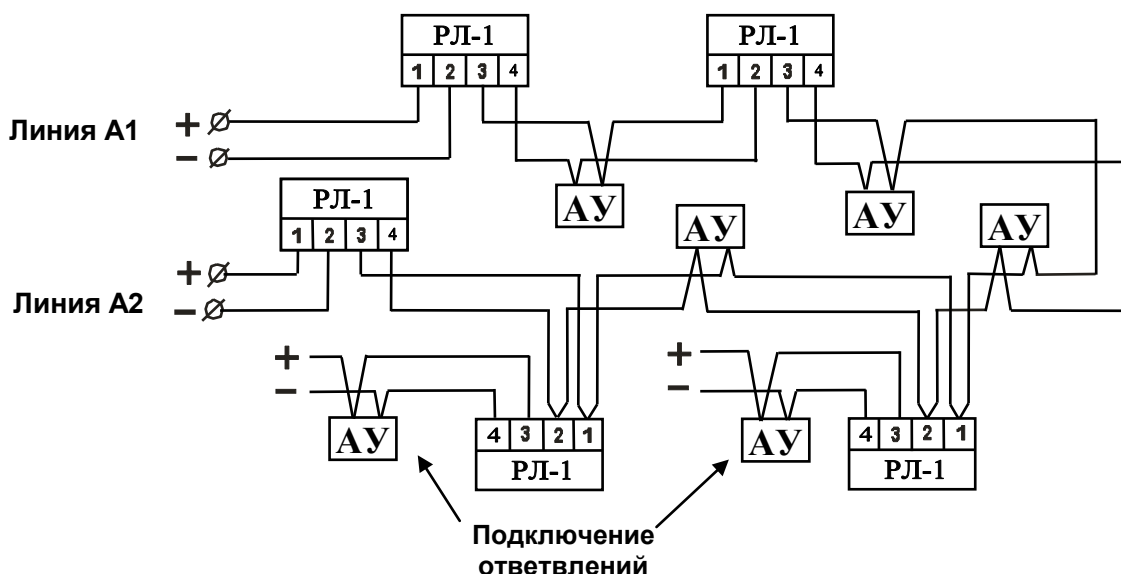 РЛ-1
1 2 3 4
РЛ-1
1 2 3 4
Линия А1
+
−
АУ
АУ
РЛ-1
1 2 3 4
АУ
АУ
Линия А2
+
−
+
−
АУ
4 3 2 1
РЛ-1
+
−
АУ
4 3 2 1
РЛ-1
Подключение
ответвлений